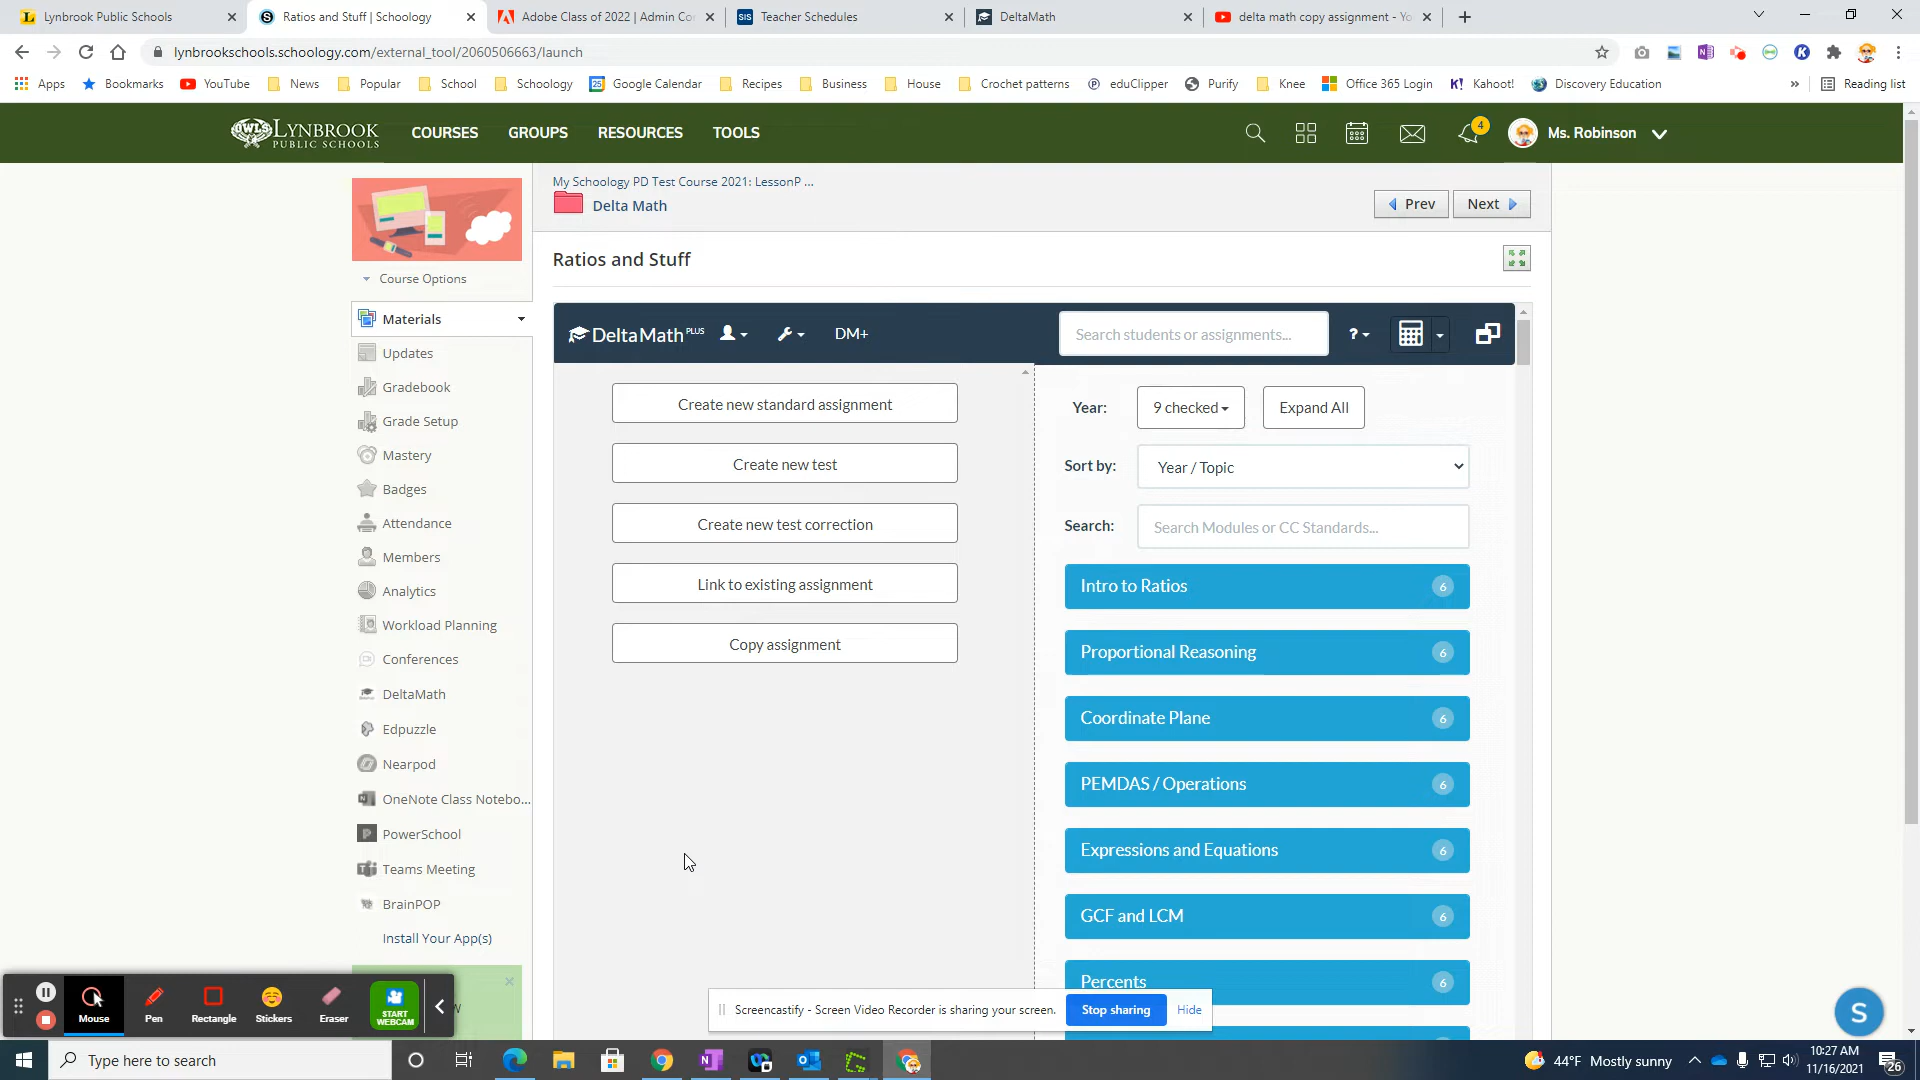 Lynbrook Public Schools
Ratios and Stuff | Schoology
Adobe Class of 2022 | Admin Co
SIS Teacher Schedules
DeltaMath
delta math copy assignment - Yo
lynbrookschools.schoology.com/external_tool/2060506663/launch
Apps Bookmarks YouTube News Popular School Schoology Google Calendar Recipes Business House Crochet patterns eduClipper Purify Knee Office 365 Login Kahoot! Discovery Education » Reading list
OWLS LYNBROOK
PUBLIC SCHOOLS
COURSES GROUPS RESOURCES TOOLS
4
Ms. Robinson
My Schoology PD Test Course 2021: LessonP ...
Delta Math
Prev Next
Course Options
Ratios and Stuff
Materials
Updates
Gradebook
Grade Setup
Mastery
Badges
Attendance
Members
Analytics
Workload Planning
Conferences
DeltaMath
Edpuzzle
Nearpod
OneNote Class Notebo...
PowerSchool
Teams Meeting
BrainPOP
Install Your App(s)
DeltaMath PLUS
DM+
Search students or assignments...
?
Create new standard assignment
Create new test
Create new test correction
Link to existing assignment
Copy assignment
Year: 9 checked Expand All
Sort by: Year / Topic
Search: Search Modules or CC Standards...
Intro to Ratios 6
Proportional Reasoning 6
Coordinate Plane 6
PEMDAS / Operations 6
Expressions and Equations 6
GCF and LCM 6
Percents 6
Mouse Pen Rectangle Stickers Eraser START WEBCAM
Screencastify - Screen Video Recorder is sharing your screen. Stop sharing Hide
S
Type here to search
44°F Mostly sunny
10:27 AM
11/16/2021
26